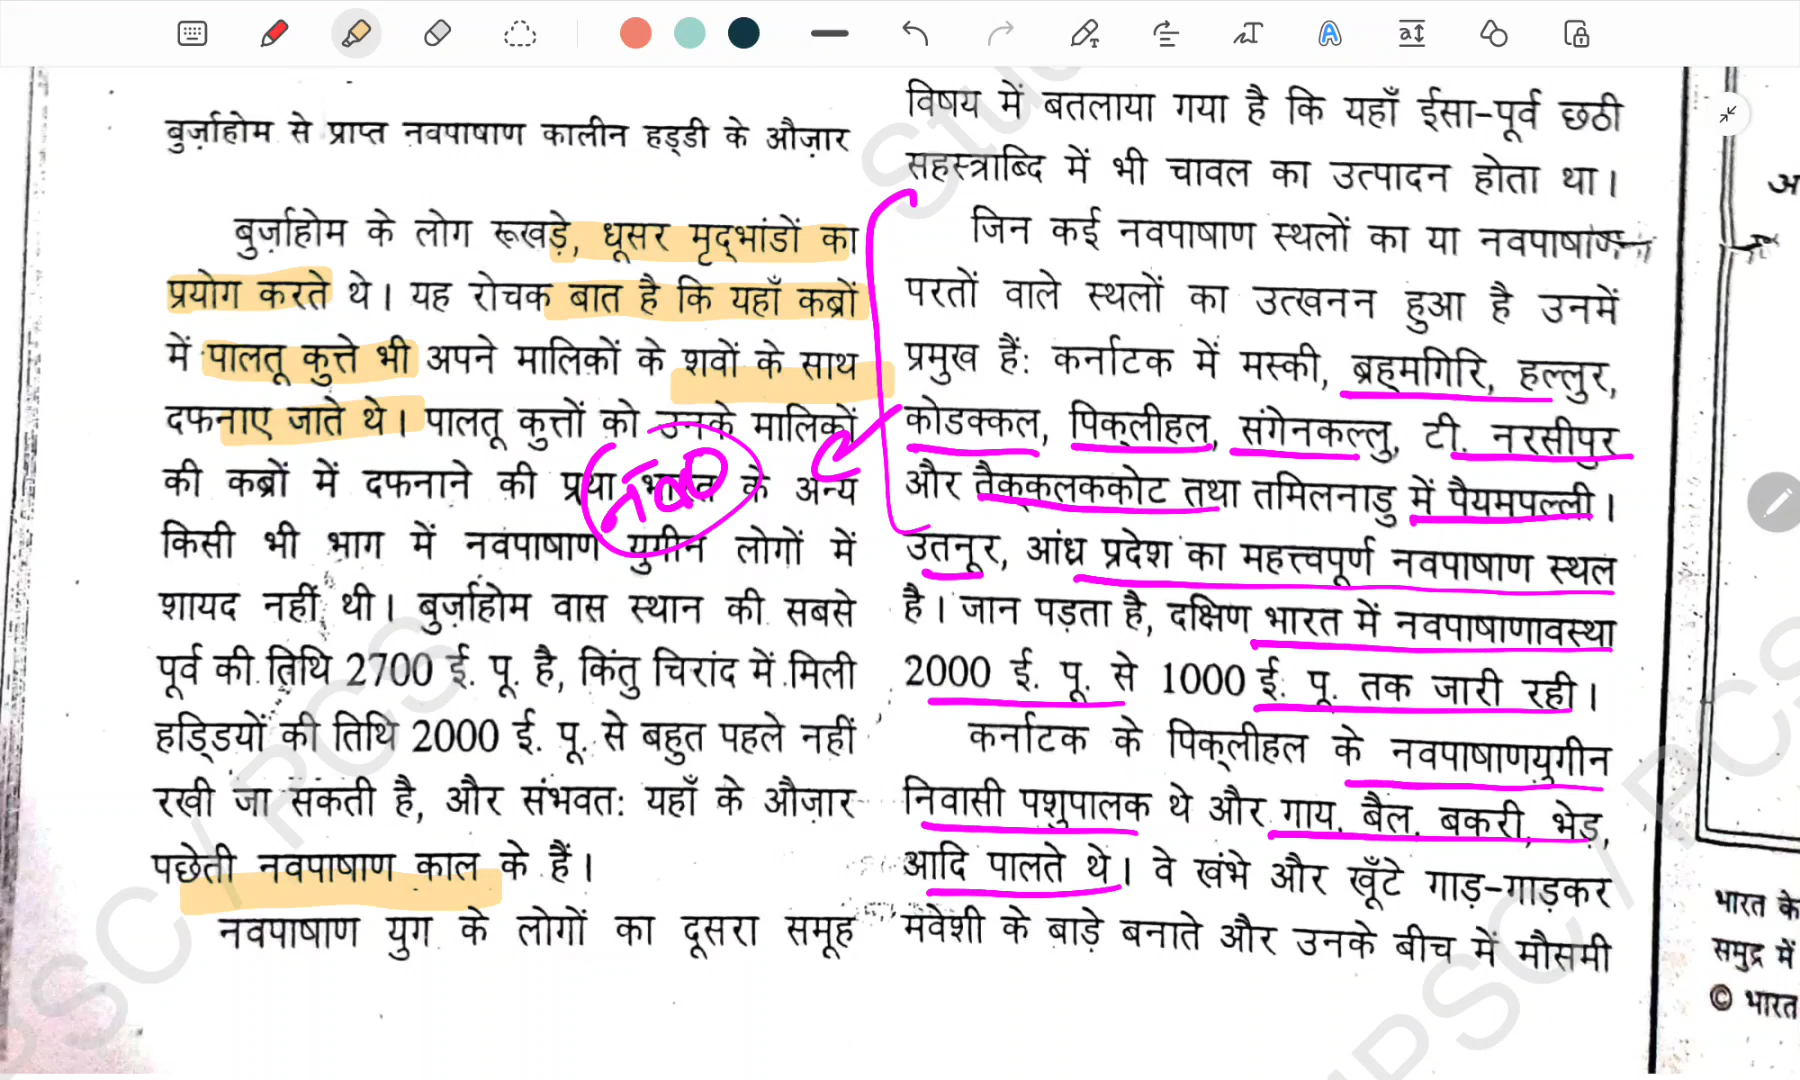 बुर्ज़ाहोम से प्राप्त नवपाषाण कालीन हड्डी के औज़ार
बुर्ज़ाहोम के लोग रूखड़े, धूसर मृद्भांडों का
प्रयोग करते थे। यह रोचक बात है कि यहाँ कब्रों
में पालतू कुत्ते भी अपने मालिकों के शवों के साथ
दफनाए जाते थे। पालतू कुत्तों को उनके मालिकों
की कब्रों में दफनाने की प्रथा भारत के अन्य
किसी भी भाग में नवपाषाण युगीन लोगों में
शायद नहीं थी। बुर्ज़ाहोम वास स्थान की सबसे
पूर्व की तिथि 2700 ई. पू. है, किंतु चिरांद में मिली
हड्डियों की तिथि 2000 ई. पू. से बहुत पहले नहीं
रखी जा सकती है, और संभवतः यहाँ के औज़ार
पछेती नवपाषाण काल के हैं।
नवपाषाण युग के लोगों का दूसरा समूह
विषय में बतलाया गया है कि यहाँ ईसा-पूर्व छठी
सहस्त्राब्दि में भी चावल का उत्पादन होता था।
जिन कई नवपाषाण स्थलों का या नवपाषाण
परतों वाले स्थलों का उत्खनन हुआ है उनमें
प्रमुख हैं: कर्नाटक में मस्की, ब्रह्मगिरि, हल्लुर,
कोडक्कल, पिक्लीहल, संगेनकल्लु, टी. नरसीपुर
और तैक्कलककोट तथा तमिलनाडु में पैयमपल्ली।
उतनूर, आंध्र प्रदेश का महत्त्वपूर्ण नवपाषाण स्थल
है। जान पड़ता है, दक्षिण भारत में नवपाषाणावस्था
2000 ई. पू. से 1000 ई. पू. तक जारी रही।
कर्नाटक के पिक्लीहल के नवपाषाणयुगीन
निवासी पशुपालक थे और गाय, बैल, बकरी, भेड़,
आदि पालते थे। वे खंभे और खूँटे गाड़-गाड़कर
मवेशी के बाड़े बनाते और उनके बीच में मौसमी
भारत के
समुद्र में
© भारत